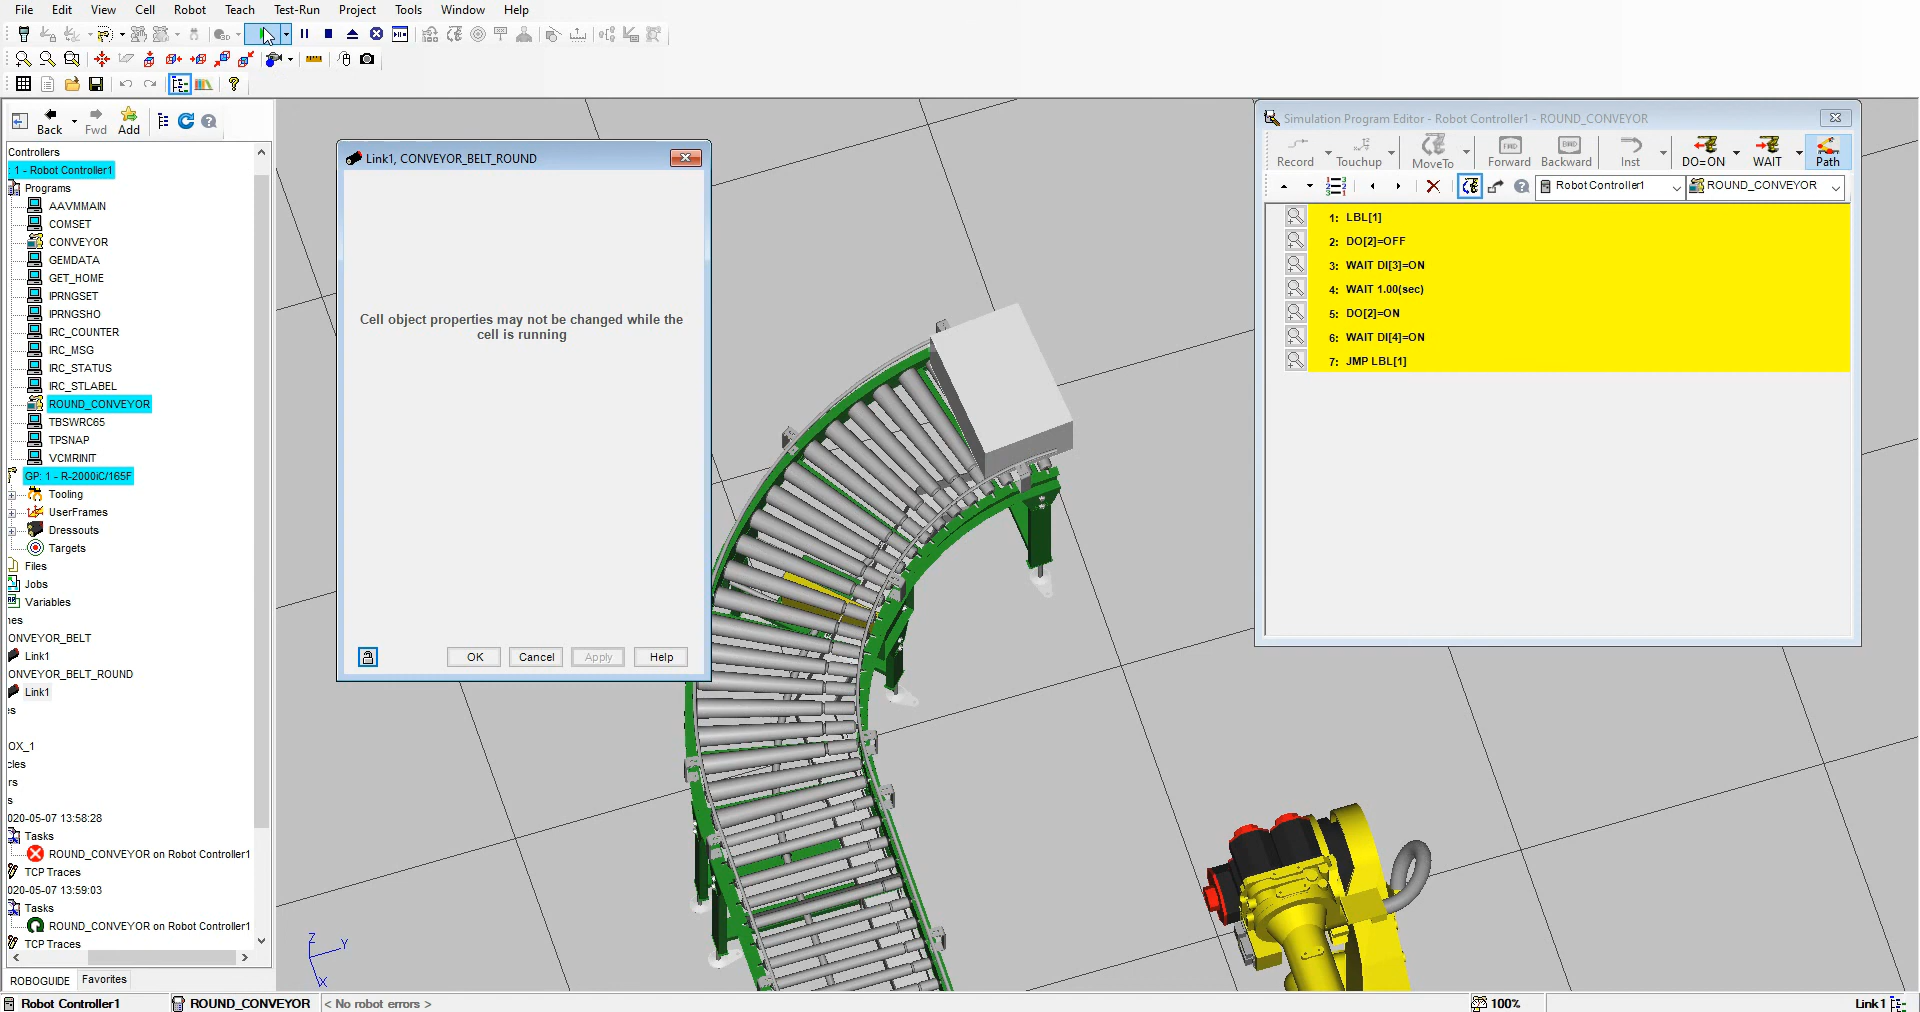 File Edit View Cell Robot Teach Test-Run Project Tools Window Help
Back Fwd Add
Controllers
1 - Robot Controller1
Programs
AAVMMAIN
COMSET
CONVEYOR
GEMDATA
GET_HOME
IPRNGSET
IPRNGSHO
IRC_COUNTER
IRC_MSG
IRC_STATUS
IRC_STLABEL
ROUND_CONVEYOR
TBSWRC65
TPSNAP
VCMRINIT
GP: 1 - R-2000iC/165F
Tooling
UserFrames
Dressouts
Targets
Files
Jobs
Variables
nes
ONVEYOR_BELT
Link1
ONVEYOR_BELT_ROUND
Link1
es
OX_1
cles
rs
s
020-05-07 13:58:28
Tasks
ROUND_CONVEYOR on Robot Controller1
TCP Traces
020-05-07 13:59:03
Tasks
ROUND_CONVEYOR on Robot Controller1
TCP Traces
ROBOGUIDE Favorites
Link1, CONVEYOR_BELT_ROUND
Cell object properties may not be changed while the
cell is running
OK Cancel Apply Help
Simulation Program Editor - Robot Controller1 - ROUND_CONVEYOR
Record Touchup MoveTo Forward Backward Inst DO=ON WAIT Path
Robot Controller1 ROUND_CONVEYOR
1: LBL[1]
2: DO[2]=OFF
3: WAIT DI[3]=ON
4: WAIT 1.00(sec)
5: DO[2]=ON
6: WAIT DI[4]=ON
7: JMP LBL[1]
Z Y X
Robot Controller1 ROUND_CONVEYOR < No robot errors > 100% Link1